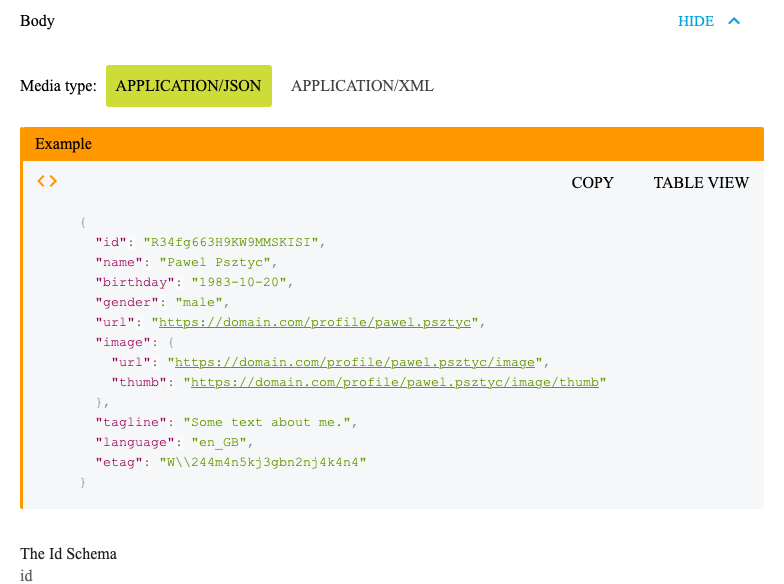 Body
HIDE
Media type: APPLICATION/JSON APPLICATION/XML
Example
<> COPY TABLE VIEW
{
"id": "R34fg663H9KW9MMSKISI",
"name": "Pawel Psztyc",
"birthday": "1983-10-20",
"gender": "male",
"url": "https://domain.com/profile/pawel.psztyc",
"image": {
"url": "https://domain.com/profile/pawel.psztyc/image",
"thumb": "https://domain.com/profile/pawel.psztyc/image/thumb"
},
"tagline": "Some text about me.",
"language": "en_GB",
"etag": "W\\244m4n5kj3gbn2nj4k4n4"
}
The Id Schema
id